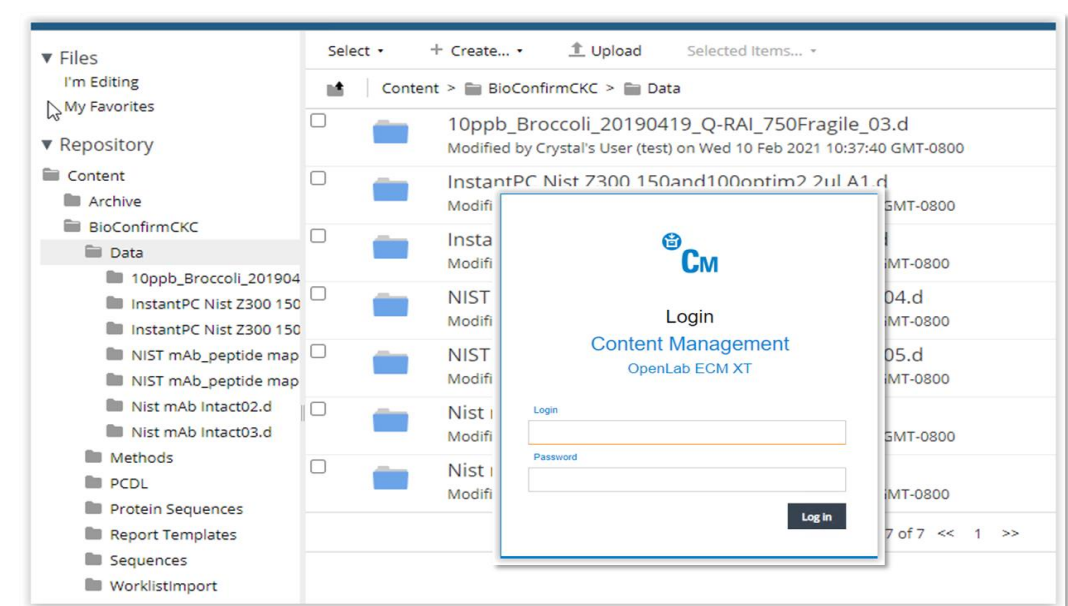 Files
I'm Editing
My Favorites
Repository
Content
Archive
BioConfirmCKC
Data
10ppb_Broccoli_201904
InstantPC Nist Z300 150
InstantPC Nist Z300 150
NIST mAb_peptide map
NIST mAb_peptide map
Nist mAb Intact02.d
Nist mAb Intact03.d
Methods
PCDL
Protein Sequences
Report Templates
Sequences
WorklistImport
Select + Create... Upload Selected Items...
Content > BioConfirmCKC > Data
10ppb_Broccoli_20190419_Q-RAI_750Fragile_03.d
Modified by Crystal's User (test) on Wed 10 Feb 2021 10:37:40 GMT-0800
InstantPC Nist Z300 150and100optim2 2ul A1.d
Modifi GMT-0800
Insta
Modifi GMT-0800
NIST 04.d
Modifi GMT-0800
NIST 05.d
Modifi GMT-0800
Nist
Modifi GMT-0800
Nist
Modifi GMT-0800
7 of 7 << 1 >>
CM
Login
Content Management
OpenLab ECM XT
Login
Password
Log in